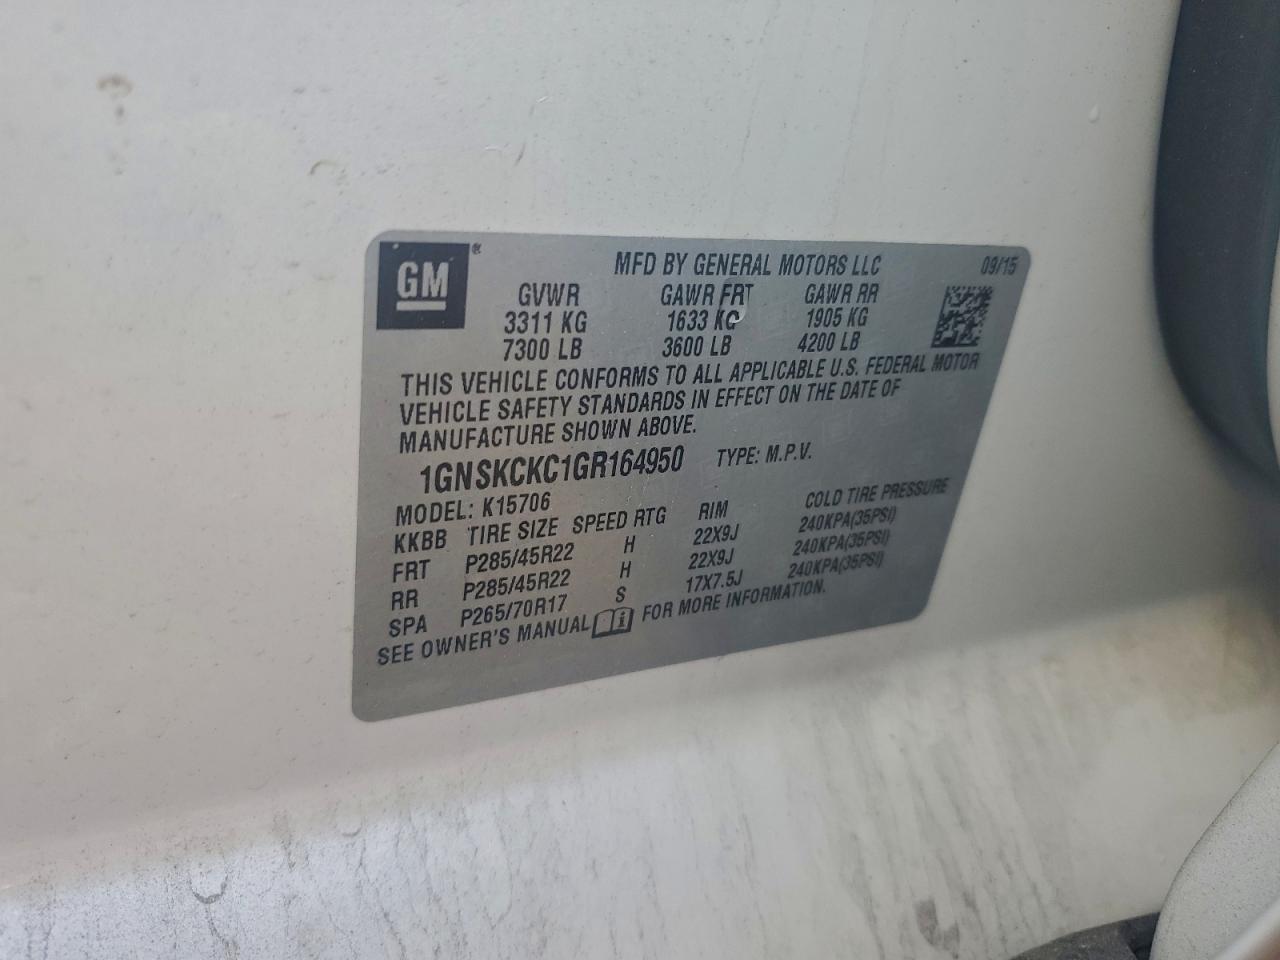 GM ®
MFD BY GENERAL MOTORS LLC 09/15
GVWR GAWR FRT GAWR RR
3311 KG 1633 KG 1905 KG
7300 LB 3600 LB 4200 LB
THIS VEHICLE CONFORMS TO ALL APPLICABLE U.S. FEDERAL MOTOR
VEHICLE SAFETY STANDARDS IN EFFECT ON THE DATE OF
MANUFACTURE SHOWN ABOVE.
1GNSKCKC1GR164950 TYPE: M.P.V.
MODEL: K15706
KKBB TIRE SIZE SPEED RTG RIM COLD TIRE PRESSURE
FRT P285/45R22 H 22X9J 240KPA(35PSI)
RR P285/45R22 H 22X9J 240KPA(35PSI)
SPA P265/70R17 S 17X7.5J 240KPA(35PSI)
SEE OWNER'S MANUAL i FOR MORE INFORMATION.